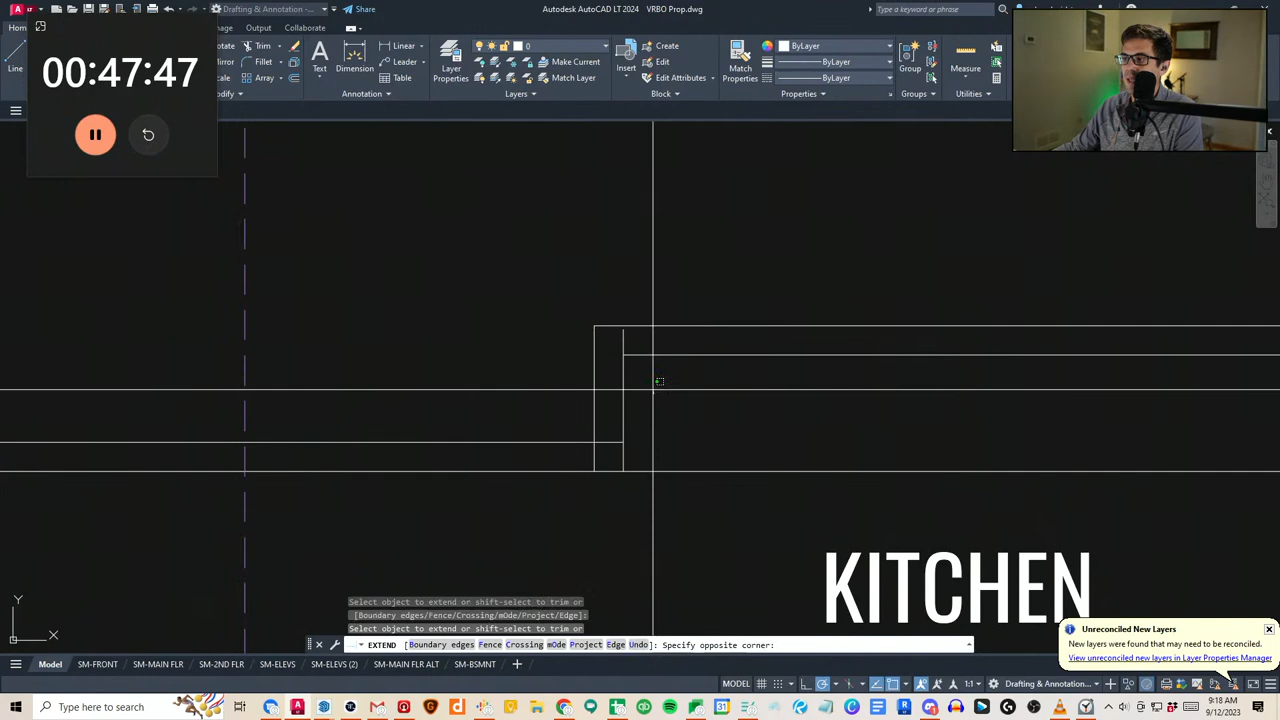 00:47:47
Drafting & Annotation
Share
Autodesk AutoCAD LT 2024 VRBO Prop.dwg
Type a keyword or phrase
Image
Output
Collaborate
Line
Trim
Fillet
Array
Text
Dimension
Linear
Leader
Table
Annotation
Layer
Properties
0
Make Current
Match Layer
Layers
Insert
Create
Edit
Edit Attributes
Block
Match
Properties
ByLayer
ByLayer
ByLayer
Properties
Group
Groups
Measure
Utilities
KITCHEN
Y
X
Select object to extend or shift-select to trim or
[Boundary edges/Fence/Crossing/mOde/Project/Edge]:
Select object to extend or shift-select to trim or
EXTEND [Boundary edges Fence Crossing mOde Project Edge Undo]: Specify opposite corner:
Unreconciled New Layers
New layers were found that may need to be reconciled.
View unreconciled new layers in Layer Properties Manager
Model SM-FRONT SM-MAIN FLR SM-2ND FLR SM-ELEVS SM-ELEVS (2) SM-MAIN FLR ALT SM-BSMNT
MODEL
1:1
Drafting & Annotation
Type here to search
9:18 AM
9/12/2023